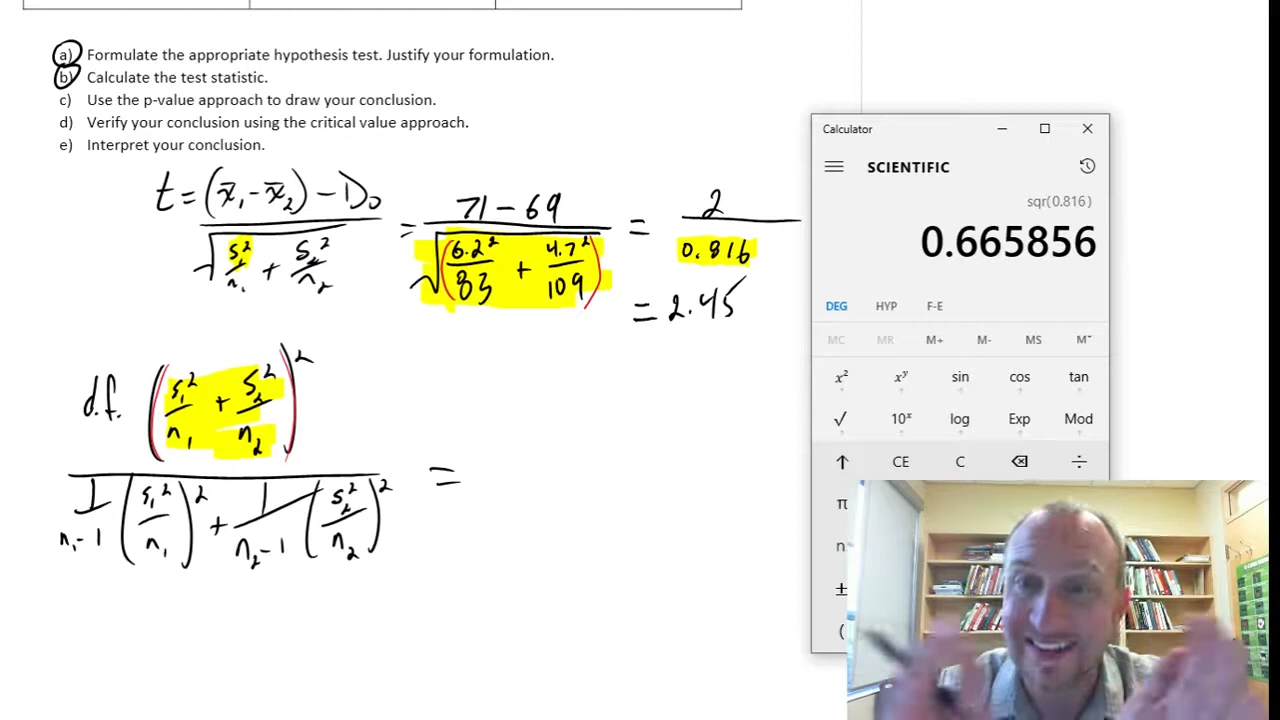 a) Formulate the appropriate hypothesis test. Justify your formulation.
b) Calculate the test statistic.
c) Use the p-value approach to draw your conclusion.
d) Verify your conclusion using the critical value approach.
e) Interpret your conclusion.
t = (x̄₁ - x̄₂) - D₀ / √(s₁²/n₁ + s₂²/n₂) = 71 - 69 / √(6.2²/83 + 4.7²/109) = 2 / 0.816
= 2.45
d.f. (s₁²/n₁ + s₂²/n₂)² / 1/n₁-1 (s₁²/n₁)² + 1/n₂-1 (s₂²/n₂)² =
Calculator
SCIENTIFIC
sqr(0.816)
0.665856
DEG HYP F-E
MC MR M+ M- MS M˅
x² xʸ sin cos tan
√ 10ˣ log Exp Mod
↑ CE C ⌫ ÷
π
n
±
(